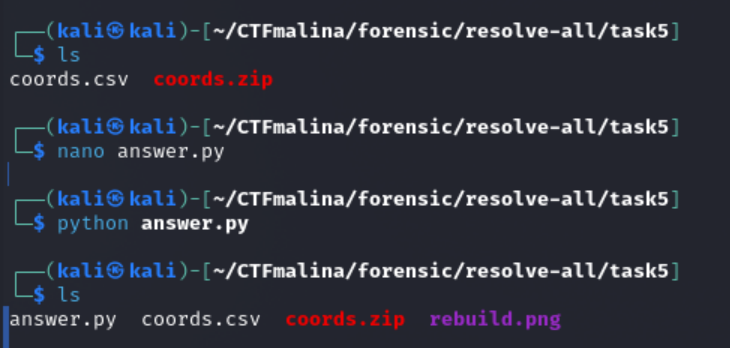 ┌──(kali㉿kali)-[~/CTFmalina/forensic/resolve-all/task5]
└─$ ls
coords.csv  coords.zip
┌──(kali㉿kali)-[~/CTFmalina/forensic/resolve-all/task5]
└─$ nano answer.py
┌──(kali㉿kali)-[~/CTFmalina/forensic/resolve-all/task5]
└─$ python answer.py
┌──(kali㉿kali)-[~/CTFmalina/forensic/resolve-all/task5]
└─$ ls
answer.py  coords.csv  coords.zip  rebuild.png